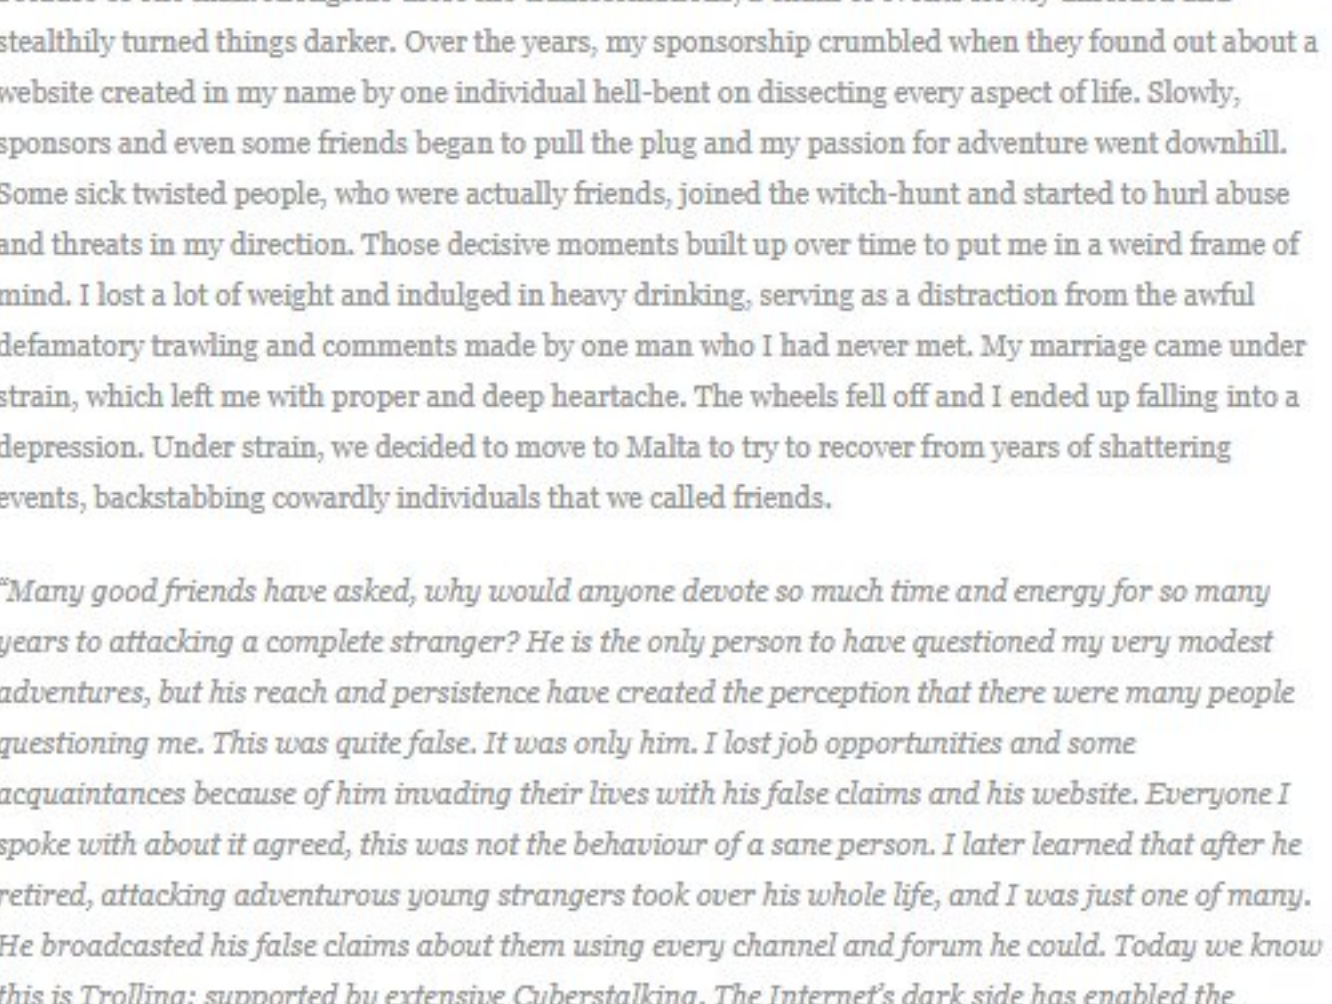 stealthily turned things darker. Over the years, my sponsorship crumbled when they found out about a
website created in my name by one individual hell-bent on dissecting every aspect of life. Slowly,
sponsors and even some friends began to pull the plug and my passion for adventure went downhill.
Some sick twisted people, who were actually friends, joined the witch-hunt and started to hurl abuse
and threats in my direction. Those decisive moments built up over time to put me in a weird frame of
mind. I lost a lot of weight and indulged in heavy drinking, serving as a distraction from the awful
defamatory trawling and comments made by one man who I had never met. My marriage came under
strain, which left me with proper and deep heartache. The wheels fell off and I ended up falling into a
depression. Under strain, we decided to move to Malta to try to recover from years of shattering
events, backstabbing cowardly individuals that we called friends.
“Many good friends have asked, why would anyone devote so much time and energy for so many
years to attacking a complete stranger? He is the only person to have questioned my very modest
adventures, but his reach and persistence have created the perception that there were many people
questioning me. This was quite false. It was only him. I lost job opportunities and some
acquaintances because of him invading their lives with his false claims and his website. Everyone I
spoke with about it agreed, this was not the behaviour of a sane person. I later learned that after he
retired, attacking adventurous young strangers took over his whole life, and I was just one of many.
He broadcasted his false claims about them using every channel and forum he could. Today we know
this is Trolling; supported by extensive Cyberstalking. The Internet's dark side has enabled the